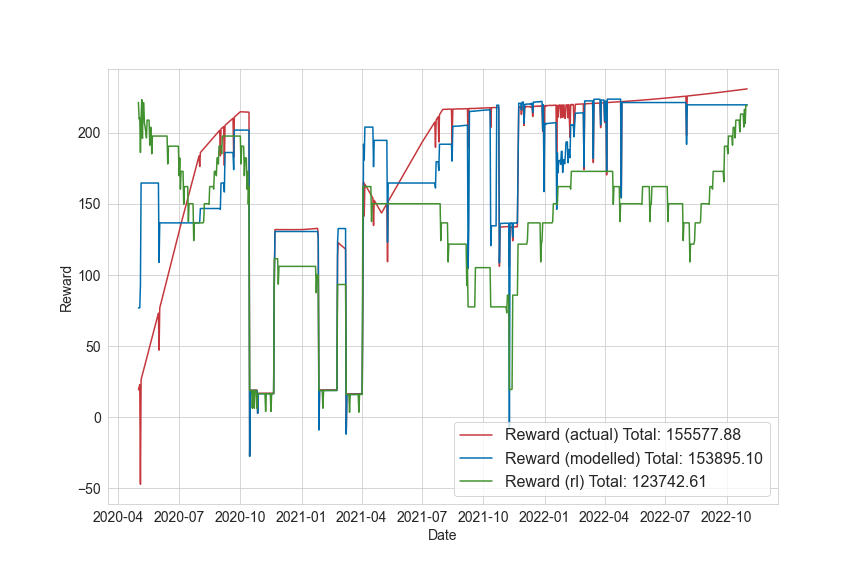 200
150
100
50
0
−50
Reward
2020-04 2020-07 2020-10 2021-01 2021-04 2021-07 2021-10 2022-01 2022-04 2022-07 2022-10
Date
Reward (actual) Total: 155577.88
Reward (modelled) Total: 153895.10
Reward (rl) Total: 123742.61